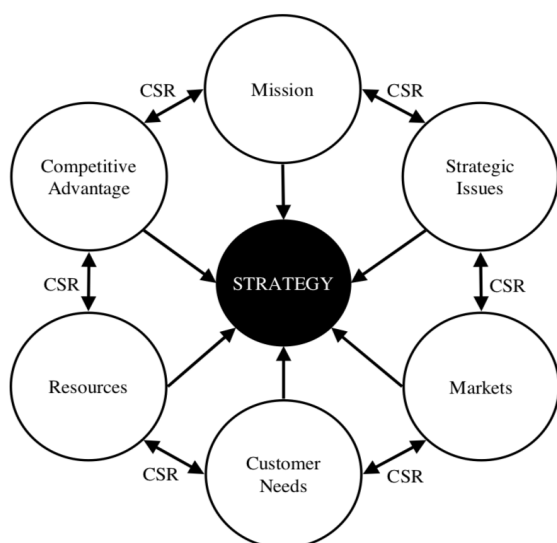 CSR
Mission
CSR
Competitive
Advantage
Strategic
Issues
STRATEGY
CSR
CSR
Resources
Markets
CSR
Customer
Needs
CSR